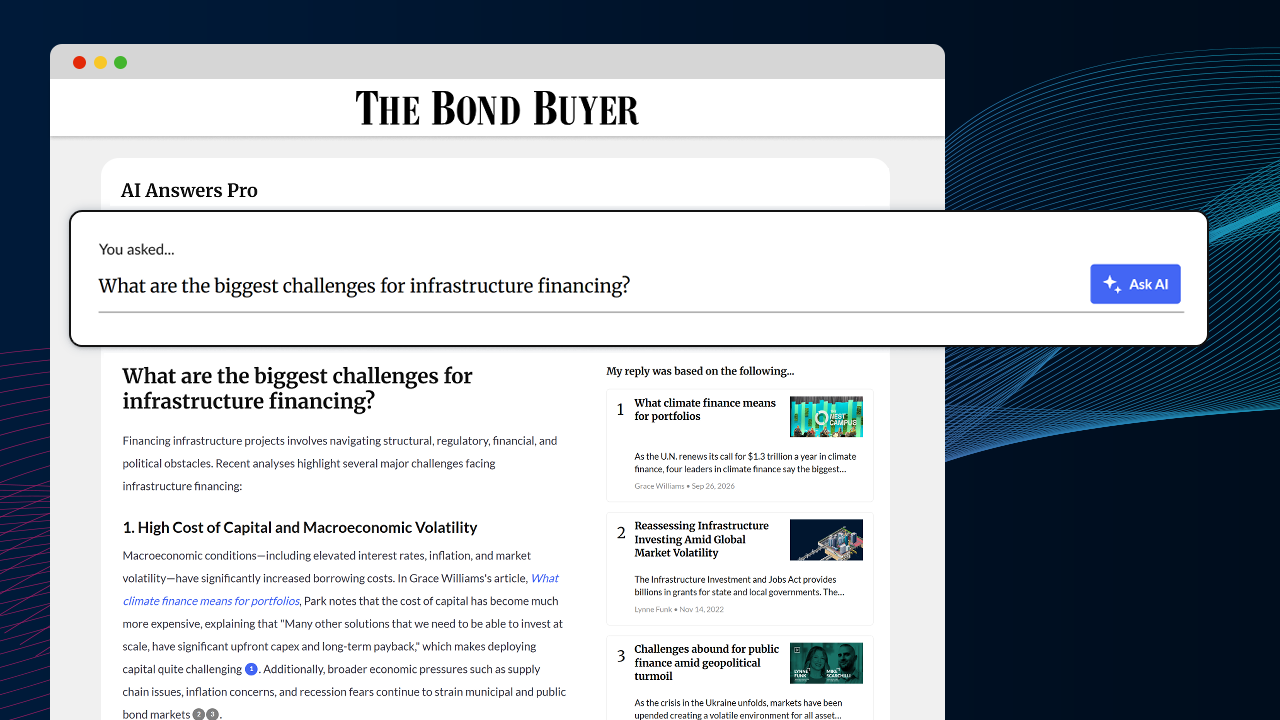 THE BOND BUYER
AI Answers Pro
You asked...
What are the biggest challenges for infrastructure financing?
Ask AI
What are the biggest challenges for
infrastructure financing?
Financing infrastructure projects involves navigating structural, regulatory, financial, and
political obstacles. Recent analyses highlight several major challenges facing
infrastructure financing:
1. High Cost of Capital and Macroeconomic Volatility
Macroeconomic conditions—including elevated interest rates, inflation, and market
volatility—have significantly increased borrowing costs. In Grace Williams's article, What
climate finance means for portfolios, Park notes that the cost of capital has become much
more expensive, explaining that "Many other solutions that we need to be able to invest at
scale, have significant upfront capex and long-term payback," which makes deploying
capital quite challenging 1. Additionally, broader economic pressures such as supply
chain issues, inflation concerns, and recession fears continue to strain municipal and public
bond markets 2 3.
My reply was based on the following...
1
What climate finance means
for portfolios
NEST
CAMPUS
As the U.N. renews its call for $1.3 trillion a year in climate
finance, four leaders in climate finance say the biggest...
Grace Williams • Sep 26, 2026
2
Reassessing Infrastructure
Investing Amid Global
Market Volatility
The Infrastructure Investment and Jobs Act provides
billions in grants for state and local governments. The...
Lynne Funk • Nov 14, 2022
3
Challenges abound for public
finance amid geopolitical
turmoil
LYNNE
FUNK
MIKE
SCARCHILLI
As the crisis in the Ukraine unfolds, markets have been
upended creating a volatile environment for all asset...